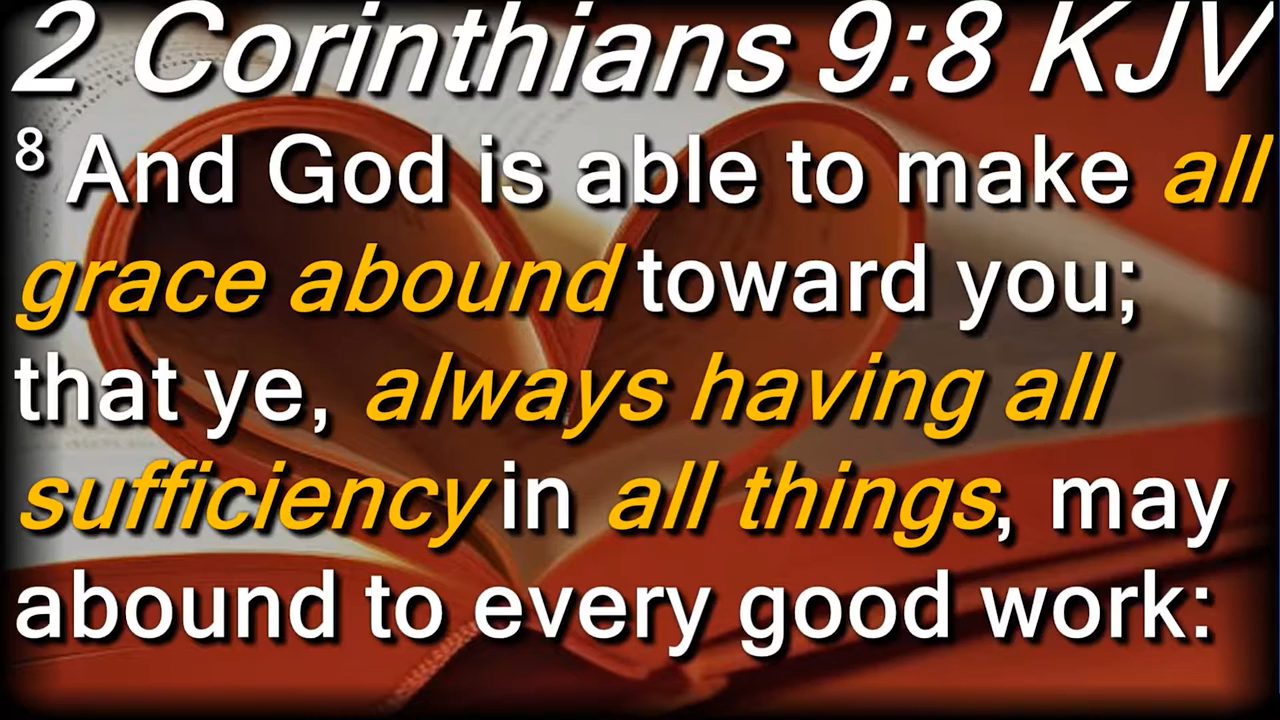 2 Corinthians 9:8 KJV
8 And God is able to make all
grace abound toward you;
that ye, always having all
sufficiency in all things, may
abound to every good work: